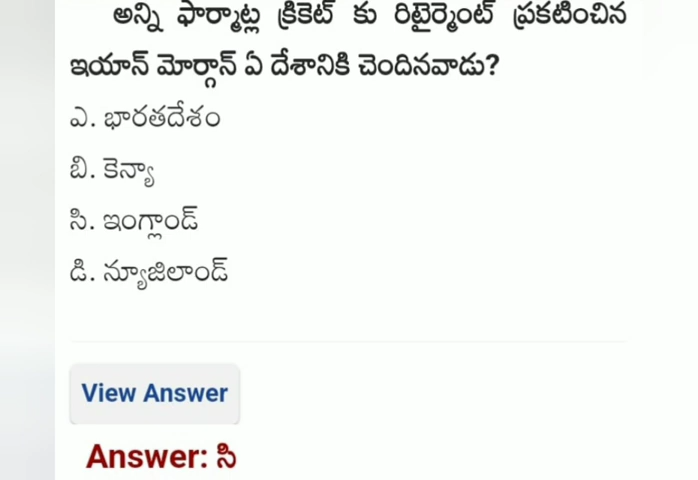 అన్ని ఫార్మాట్ల క్రికెట్ కు రిటైర్మెంట్ ప్రకటించిన
ఇయాన్ మోర్గాన్ ఏ దేశానికి చెందినవాడు?
ఎ. భారతదేశం
బి. కెన్యా
సి. ఇంగ్లాండ్
డి. న్యూజిలాండ్
View Answer
Answer: సి